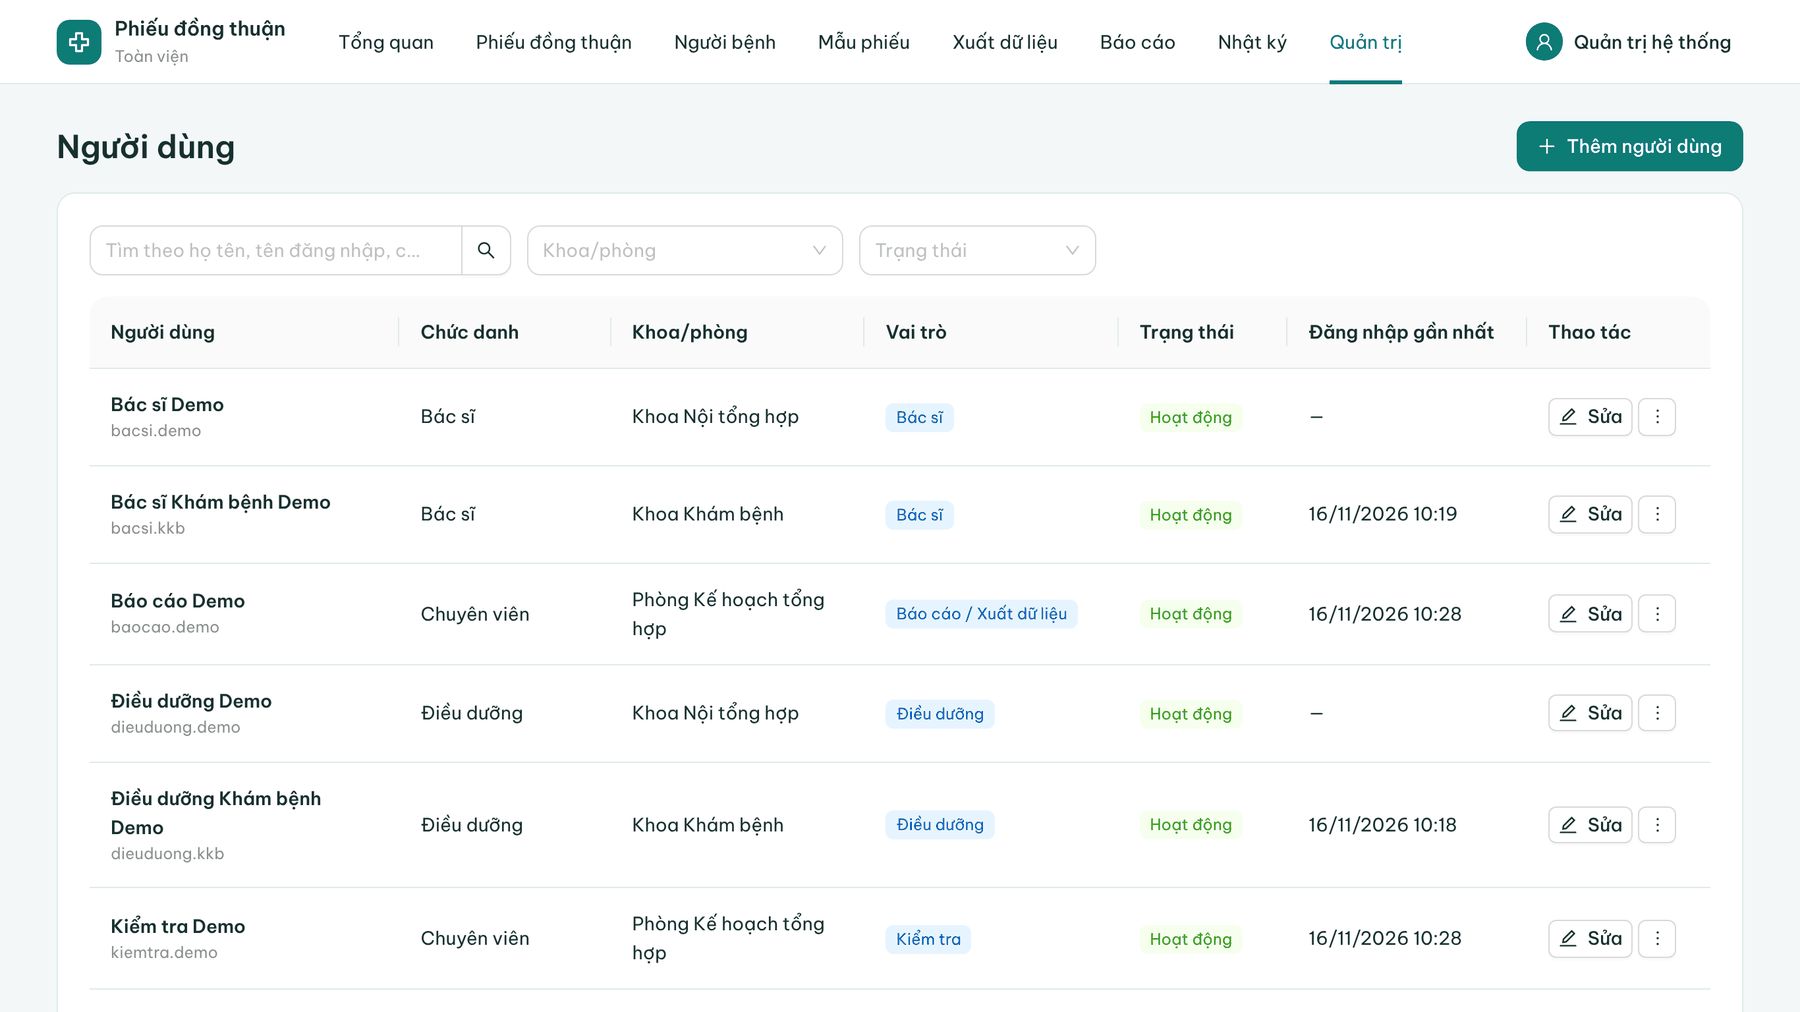 Phiếu đồng thuận
Toàn viện
Tổng quan
Phiếu đồng thuận
Người bệnh
Mẫu phiếu
Xuất dữ liệu
Báo cáo
Nhật ký
Quản trị
Quản trị hệ thống
Người dùng
Thêm người dùng
Tìm theo họ tên, tên đăng nhập, c...
Khoa/phòng
Trạng thái
Người dùng
Chức danh
Khoa/phòng
Vai trò
Trạng thái
Đăng nhập gần nhất
Thao tác
Bác sĩ Demo
bacsi.demo
Bác sĩ
Khoa Nội tổng hợp
Bác sĩ
Hoạt động
—
Sửa
Bác sĩ Khám bệnh Demo
bacsi.kkb
Bác sĩ
Khoa Khám bệnh
Bác sĩ
Hoạt động
16/11/2026 10:19
Sửa
Báo cáo Demo
baocao.demo
Chuyên viên
Phòng Kế hoạch tổng
hợp
Báo cáo / Xuất dữ liệu
Hoạt động
16/11/2026 10:28
Sửa
Điều dưỡng Demo
dieuduong.demo
Điều dưỡng
Khoa Nội tổng hợp
Điều dưỡng
Hoạt động
—
Sửa
Điều dưỡng Khám bệnh
Demo
dieuduong.kkb
Điều dưỡng
Khoa Khám bệnh
Điều dưỡng
Hoạt động
16/11/2026 10:18
Sửa
Kiểm tra Demo
kiemtra.demo
Chuyên viên
Phòng Kế hoạch tổng
hợp
Kiểm tra
Hoạt động
16/11/2026 10:28
Sửa